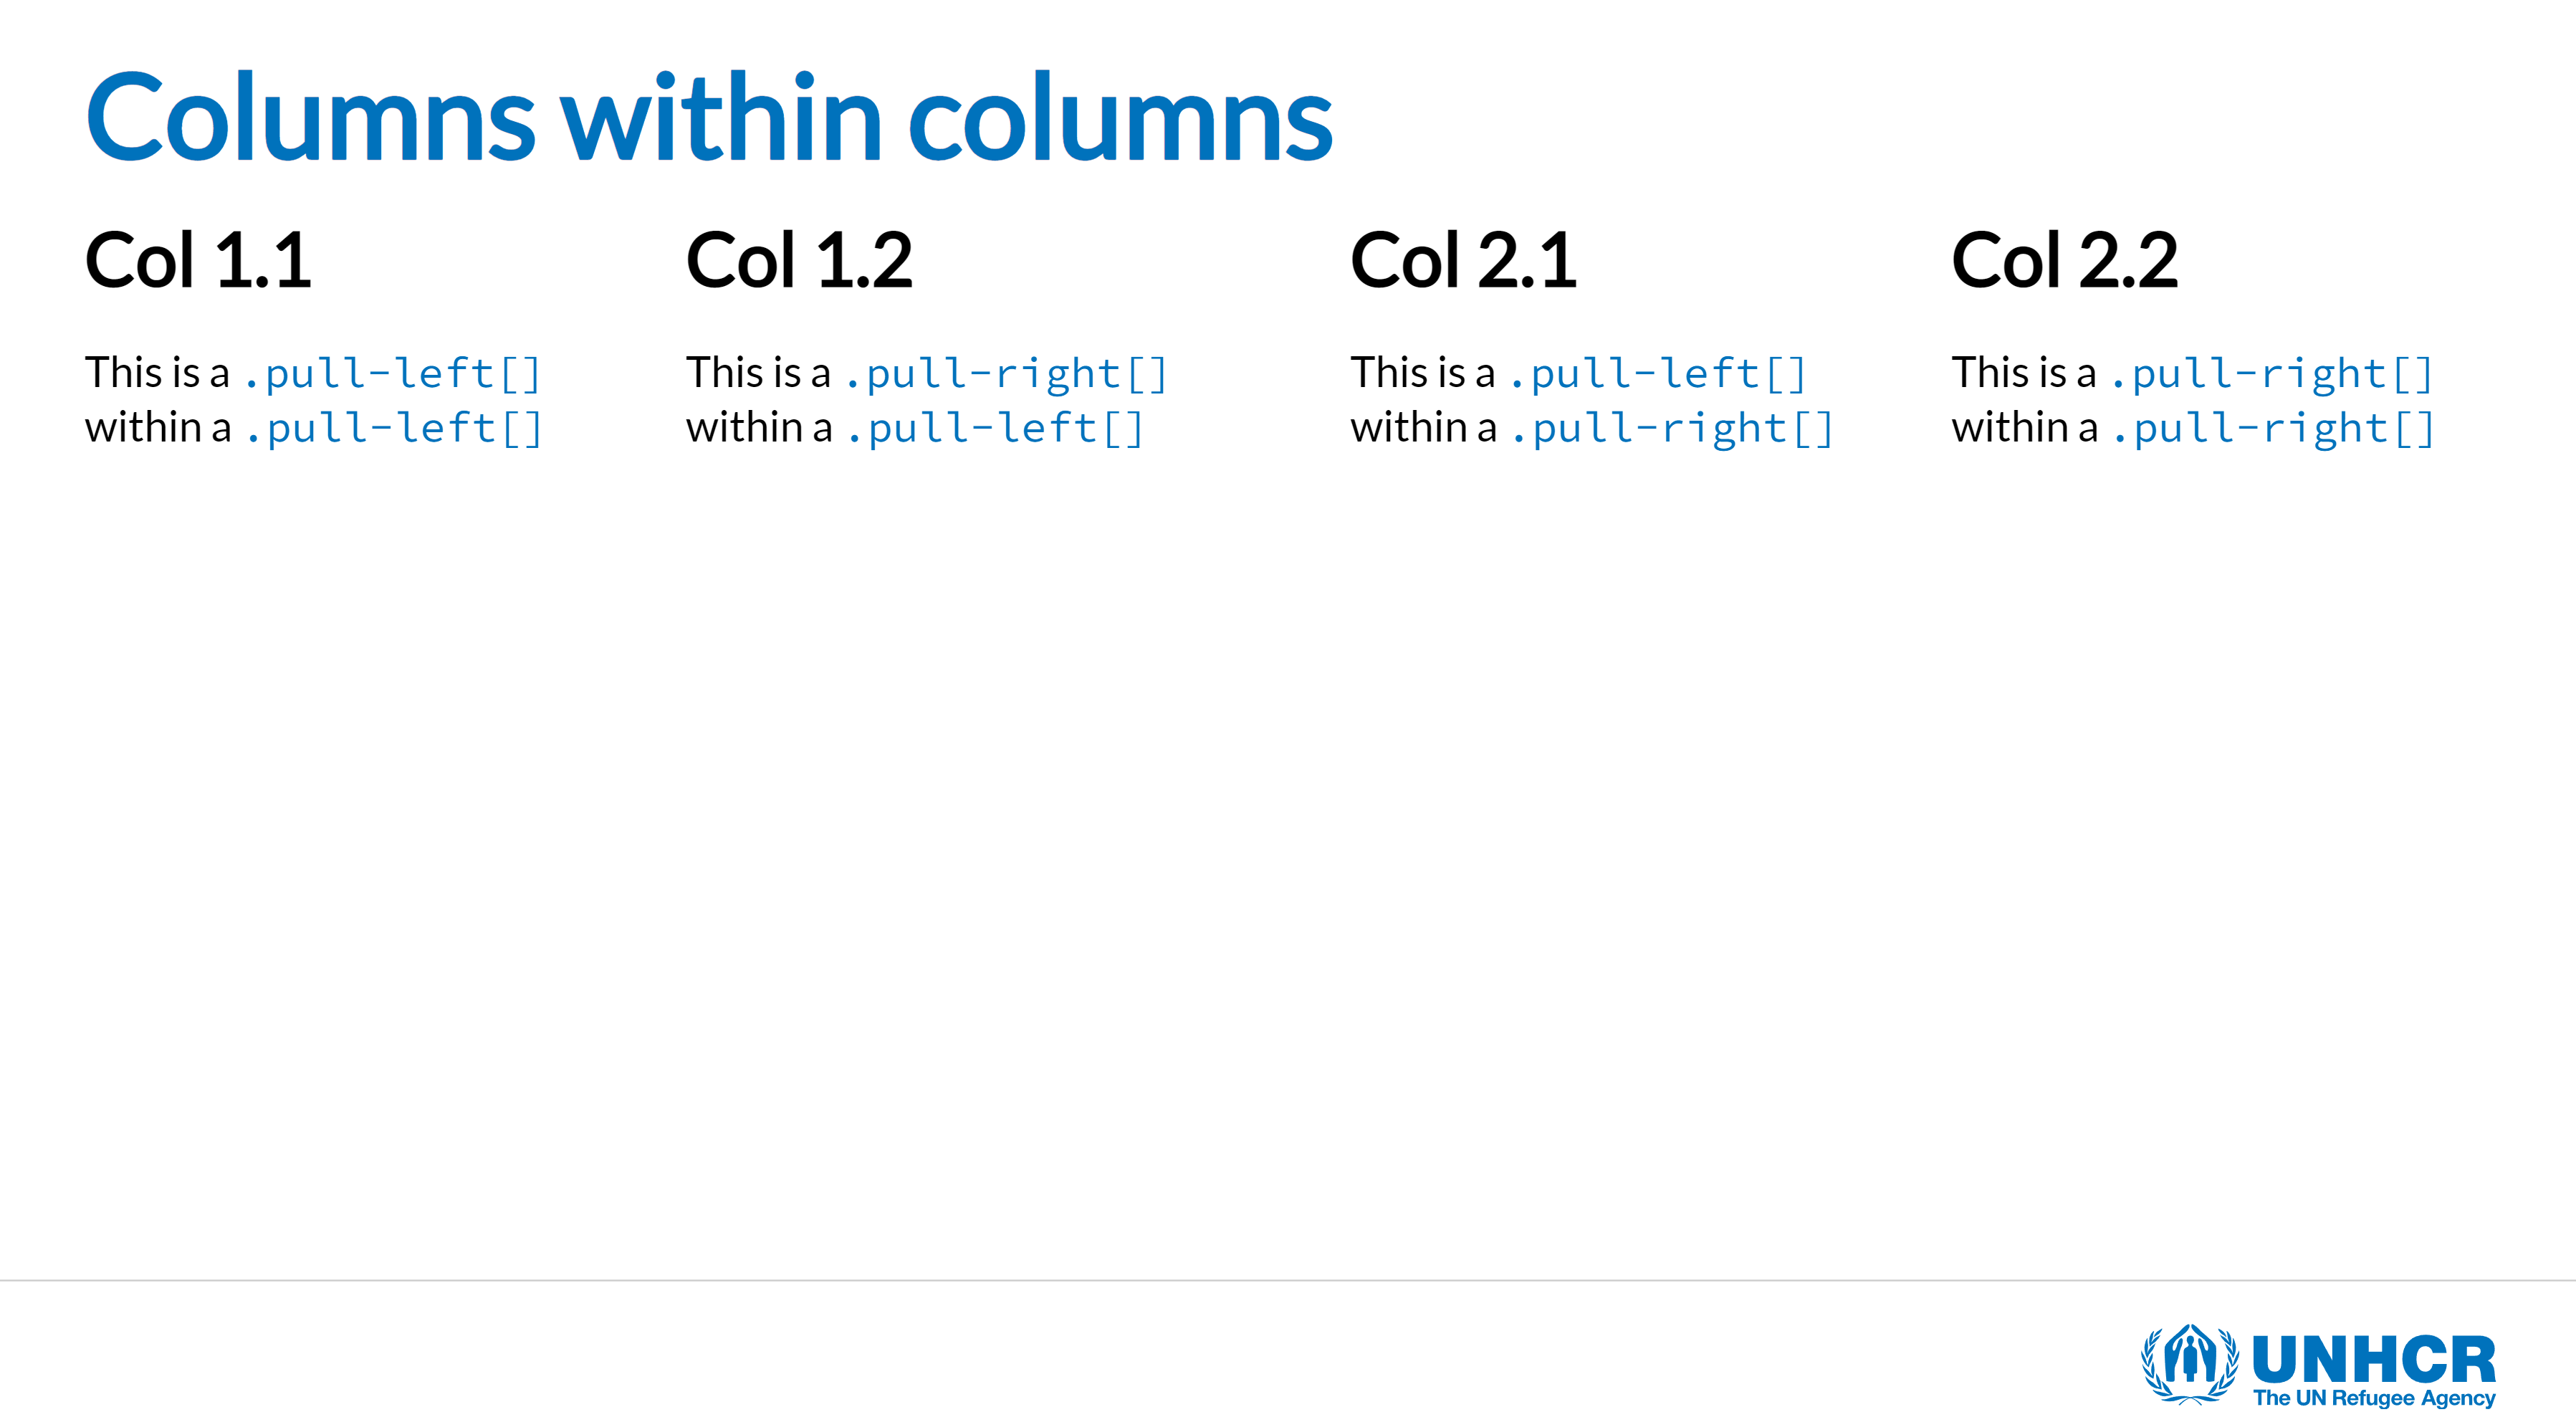 Columns within columns
Col 1.1
This is a .pull-left[]
within a .pull-left[]
Col 1.2
This is a .pull-right[]
within a .pull-left[]
Col 2.1
This is a .pull-left[]
within a .pull-right[]
Col 2.2
This is a .pull-right[]
within a .pull-right[]
UNHCR
The UN Refugee Agency